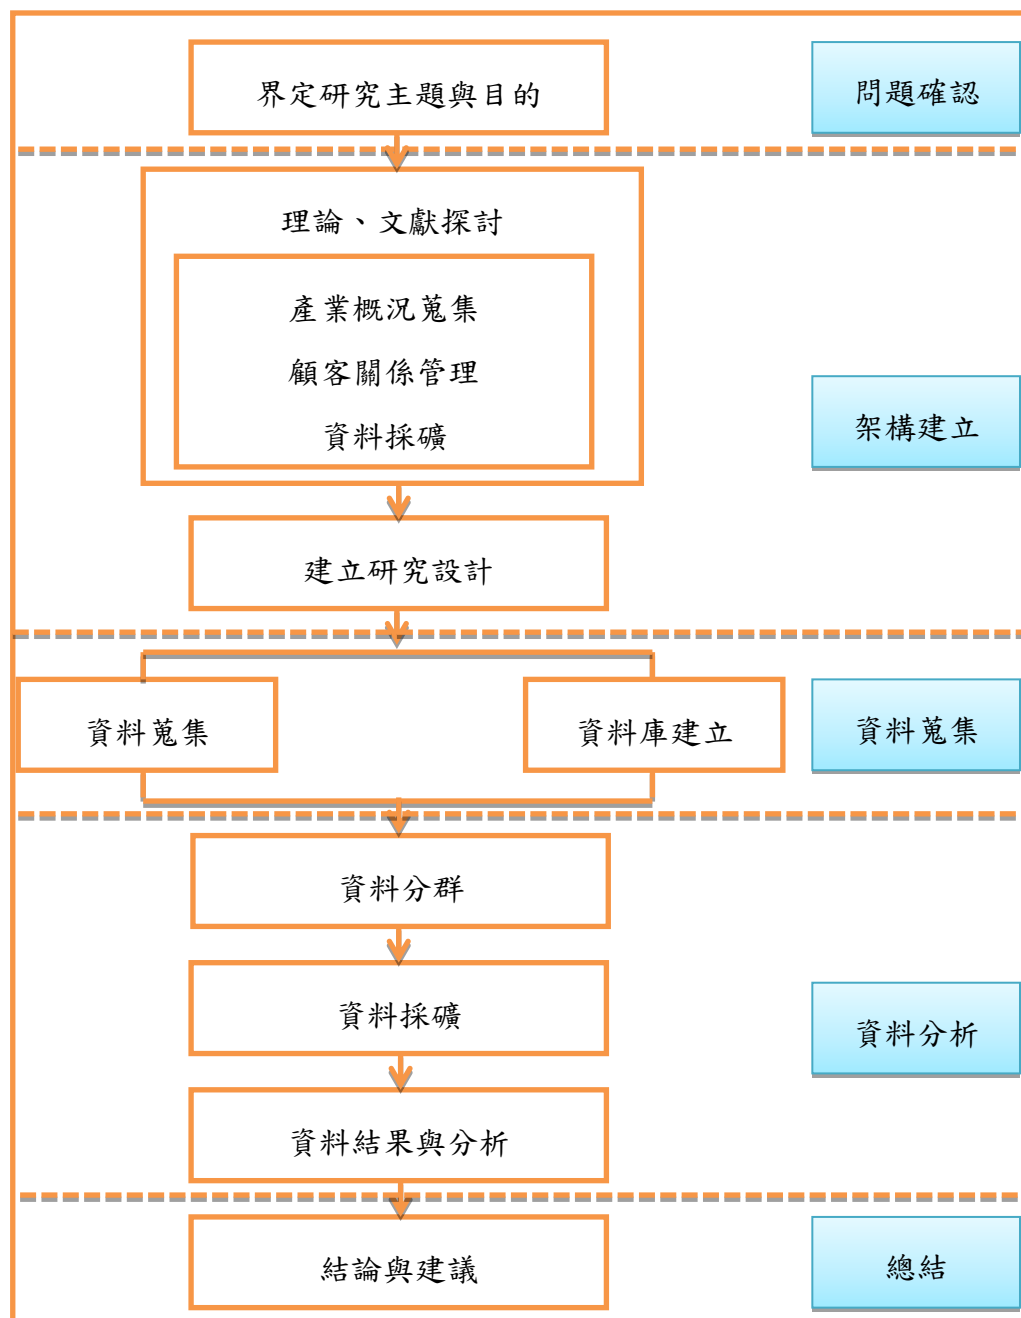 界定研究主題與目的
問題確認
理論、文獻探討
產業概況蒐集
顧客關係管理
資料採礦
架構建立
建立研究設計
資料蒐集
資料庫建立
資料蒐集
資料分群
資料採礦
資料分析
資料結果與分析
結論與建議
總結